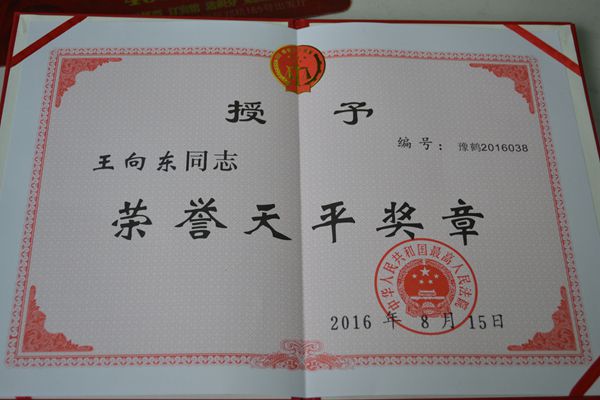 授予
编号：豫鹤2016038
王向东同志
荣誉天平奖章
中华人民共和国最高人民法院
2016 年 8 月 15日